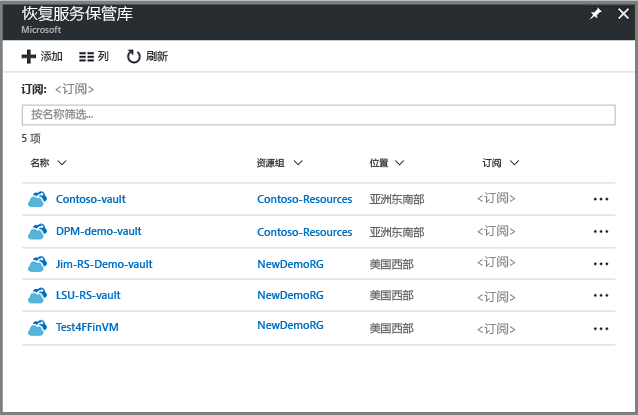 恢复服务保管库
Microsoft
添加 列 刷新
订阅: <订阅>
按名称筛选...
5 项
名称 资源组 位置 订阅
Contoso-vault Contoso-Resources 亚洲东南部 <订阅>
DPM-demo-vault Contoso-Resources 亚洲东南部 <订阅>
Jim-RS-Demo-vault NewDemoRG 美国西部 <订阅>
LSU-RS-vault NewDemoRG 美国西部 <订阅>
Test4FFinVM NewDemoRG 美国西部 <订阅>